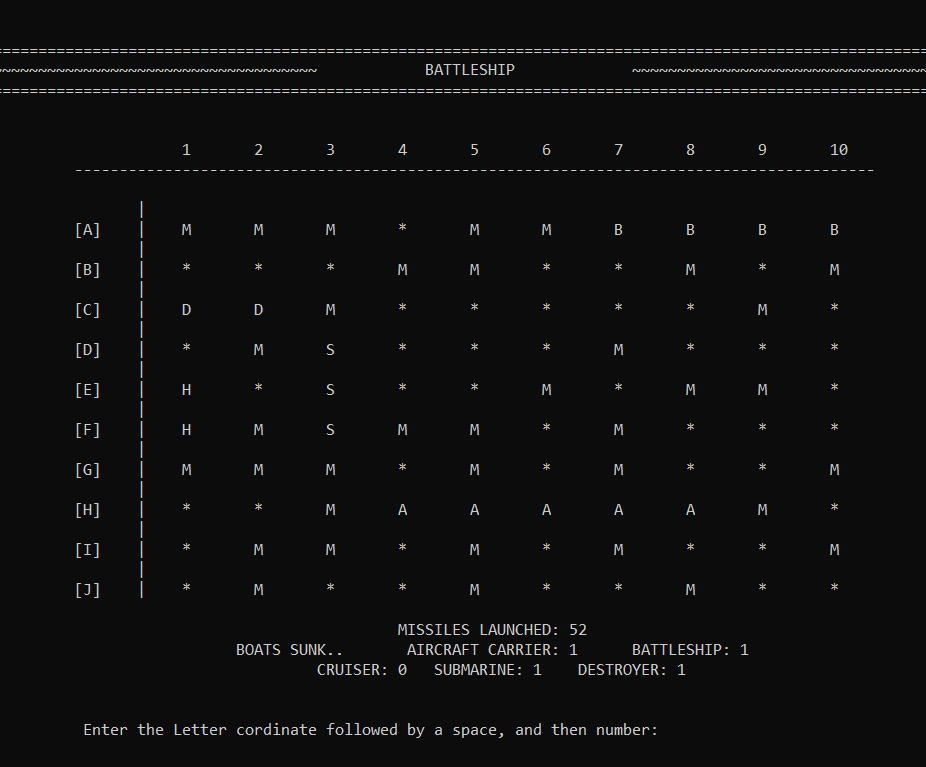 ================================================================================
~~~~~~~~~~~~~~~~~~~~~~~~~~~~~~~~~~~            BATTLESHIP             ~~~~~~~~~~~~~~~~~~~~~~~~~~~~~~~~~
================================================================================
1 2 3 4 5 6 7 8 9 10
-----------------------------------------------------------------------------------------
|
[A] | M M M * M M B B B B
|
[B] | * * * M M * * M * M
|
[C] | D D M * * * * * M *
|
[D] | * M S * * * M * * *
|
[E] | H * S * * M * M M *
|
[F] | H M S M M * M * * *
|
[G] | M M M * M * M * * M
|
[H] | * * M A A A A A M *
|
[I] | * M M * M * M * * M
|
[J] | * M * * M * * M * *
MISSILES LAUNCHED: 52
BOATS SUNK.. AIRCRAFT CARRIER: 1 BATTLESHIP: 1
CRUISER: 0 SUBMARINE: 1 DESTROYER: 1
Enter the Letter cordinate followed by a space, and then number: